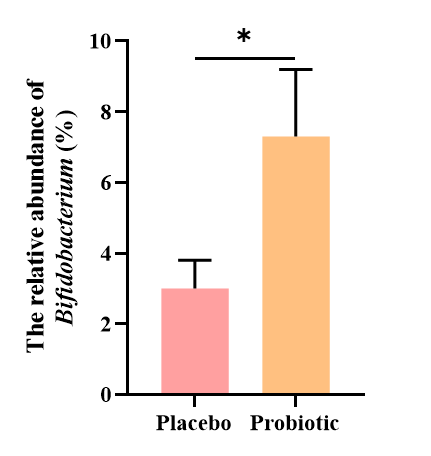 *
The relative abundance of
Bifidobacterium (%)
10
8
6
4
2
0
Placebo Probiotic